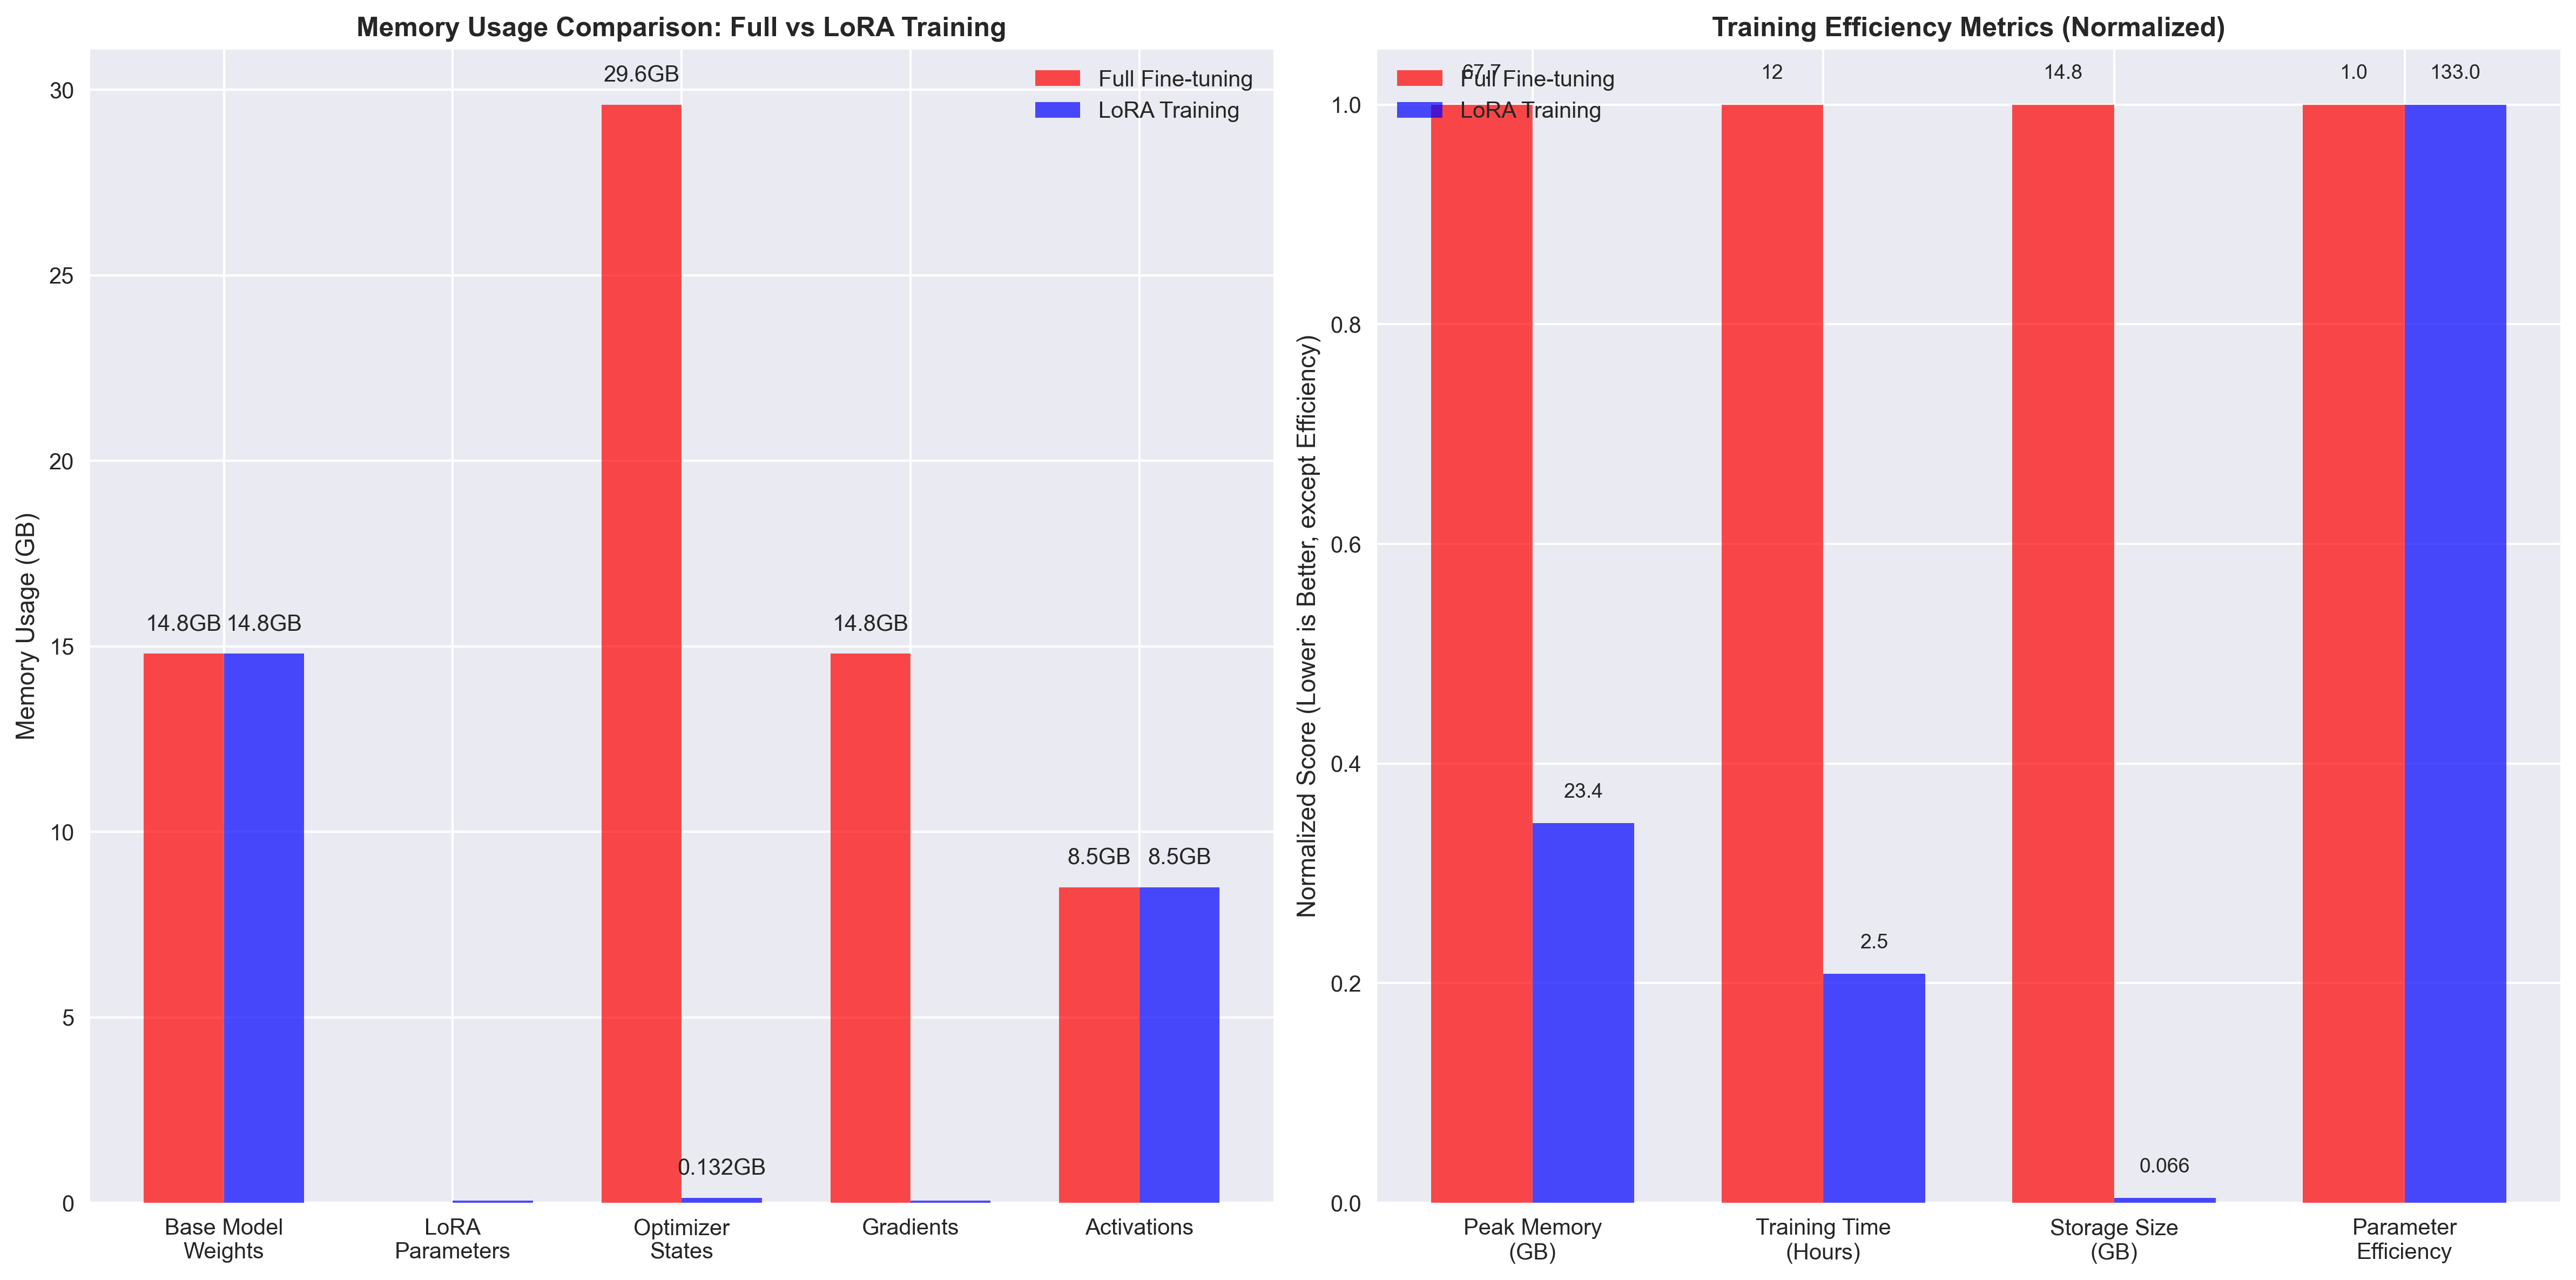 Memory Usage Comparison: Full vs LoRA Training
Memory Usage (GB)
30
25
20
15
10
5
0
Full Fine-tuning
LoRA Training
14.8GB
14.8GB
29.6GB
0.132GB
14.8GB
8.5GB
8.5GB
Base Model
Weights
LoRA
Parameters
Optimizer
States
Gradients
Activations
Training Efficiency Metrics (Normalized)
Normalized Score (Lower is Better, except Efficiency)
1.0
0.8
0.6
0.4
0.2
0.0
Full Fine-tuning
LoRA Training
67.7
23.4
12
2.5
14.8
0.066
1.0
133.0
Peak Memory
(GB)
Training Time
(Hours)
Storage Size
(GB)
Parameter
Efficiency